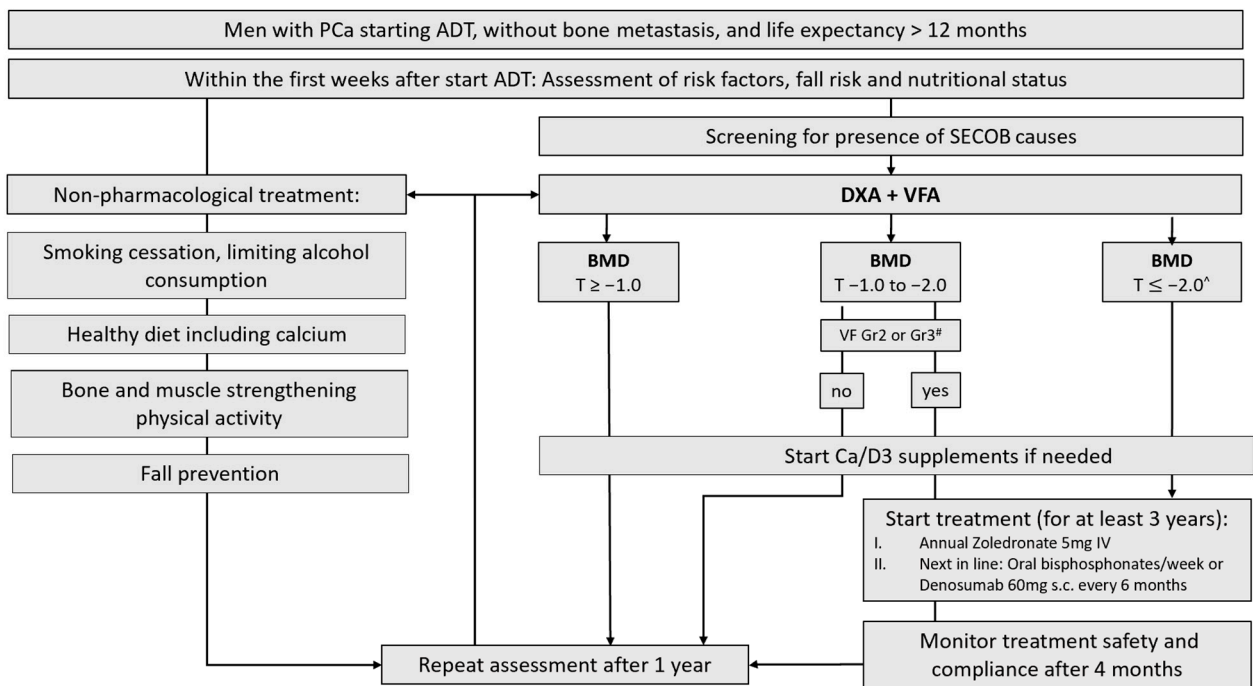 Men with PCa starting ADT, without bone metastasis, and life expectancy > 12 months
Within the first weeks after start ADT: Assessment of risk factors, fall risk and nutritional status
Screening for presence of SECOB causes
Non-pharmacological treatment:
DXA + VFA
Smoking cessation, limiting alcohol
consumption
Healthy diet including calcium
Bone and muscle strengthening
physical activity
Fall prevention
BMD
T ≥ −1.0
BMD
T −1.0 to −2.0
BMD
T ≤ −2.0^
VF Gr2 or Gr3#
no
yes
Start Ca/D3 supplements if needed
Start treatment (for at least 3 years):
I. Annual Zoledronate 5mg IV
II. Next in line: Oral bisphosphonates/week or
Denosumab 60mg s.c. every 6 months
Monitor treatment safety and
compliance after 4 months
Repeat assessment after 1 year